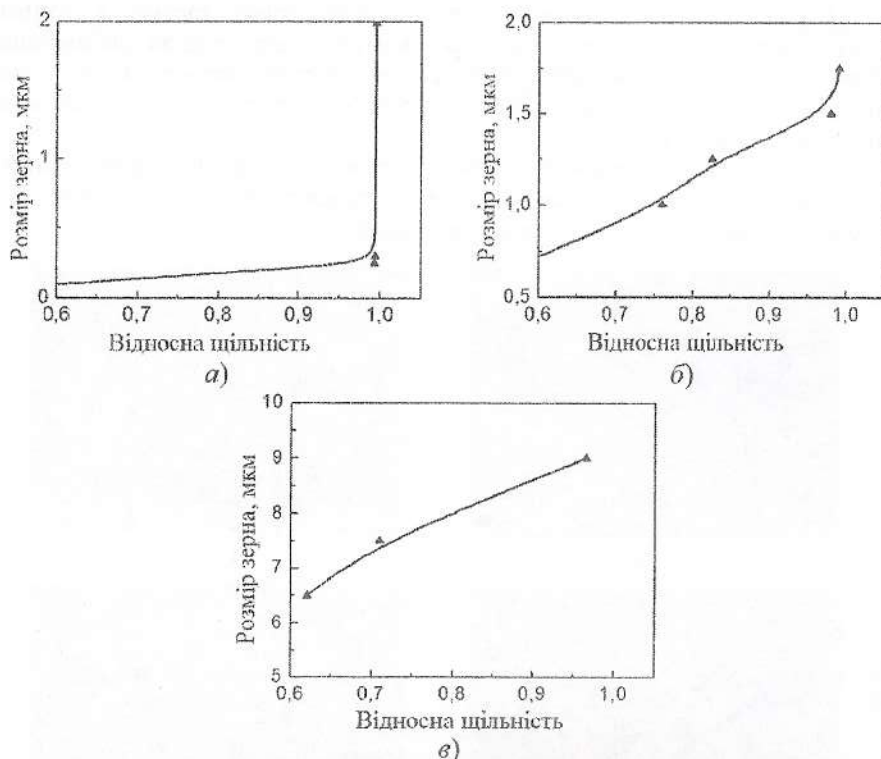 2
1
0
0,6 0,7 0,8 0,9 1,0
Розмір зерна, мкм
Відносна щільність
а)
2,0
1,5
1,0
0,5
0,6 0,7 0,8 0,9 1,0
Розмір зерна, мкм
Відносна щільність
б)
10
9
8
7
6
5
0,6 0,7 0,8 0,9 1,0
Розмір зерна, мкм
Відносна щільність
в)